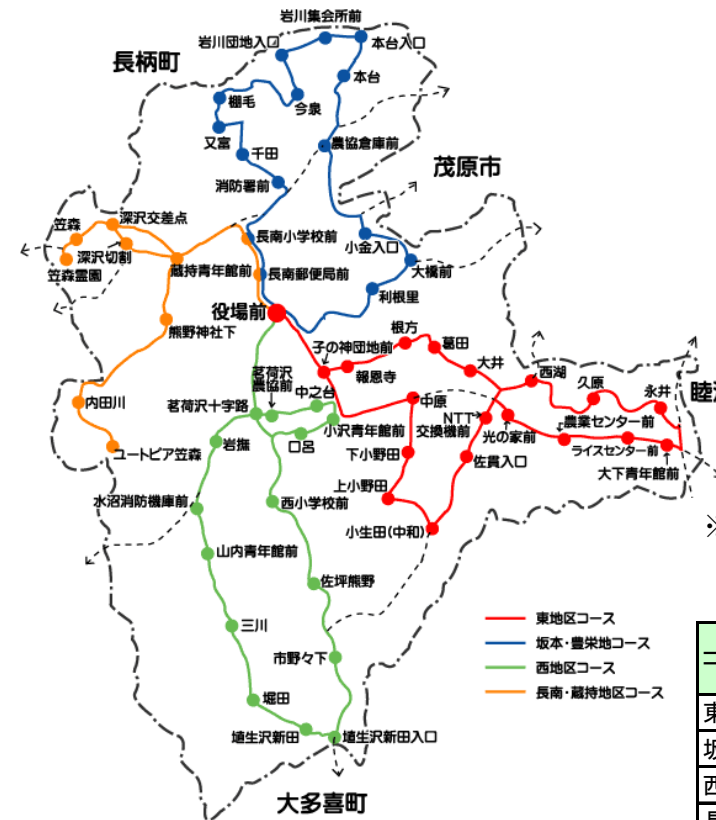 岩川集会所前
岩川団地入口
本台入口
長柄町
本台
棚毛
今泉
又富
千田
農協倉庫前
茂原市
消防署前
笠森
深沢交差点
長南小学校前
小金入口
深沢切割
笠森霊園
蔵持青年館前
長南郵便局前
大橋前
利根里
役場前
熊野神社下
根方
子の神団地前
葛田
報恩寺
大井
西湖
茗荷沢
農協前
中之台
中原
久原
永井
睦沢
内田川
茗荷沢十字路
小沢青年館前
NTT
交換機前
光の家前
農業センター前
岩撫
口呂
下小野田
ライスセンター前
ユートピア笠森
佐貫入口
大下青年館前
上小野田
水沼消防機庫前
西小学校前
小生田(中和)
※
山内青年館前
佐坪熊野
東地区コース
三川
坂本・豊栄地コース
市野々下
西地区コース
堀田
長南・蔵持地区コース
埴生沢新田
埴生沢新田入口
東
坂
西
大多喜町